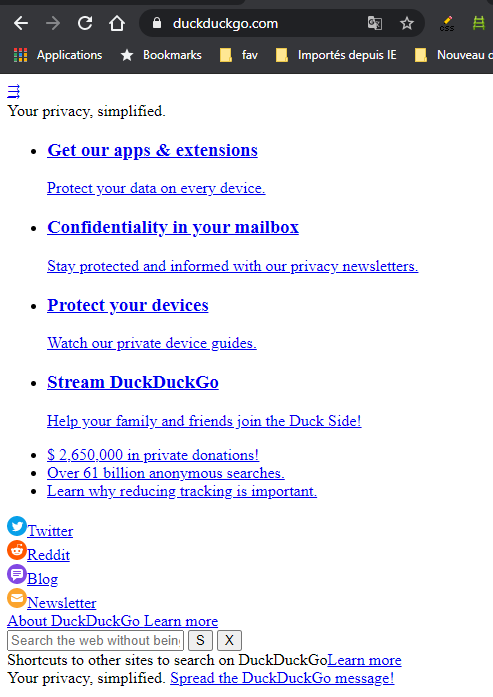 duckduckgo.com
css
Applications Bookmarks fav Importés depuis IE Nouveau
Your privacy, simplified.
Get our apps & extensions
Protect your data on every device.
Confidentiality in your mailbox
Stay protected and informed with our privacy newsletters.
Protect your devices
Watch our private device guides.
Stream DuckDuckGo
Help your family and friends join the Duck Side!
$ 2,650,000 in private donations!
Over 61 billion anonymous searches.
Learn why reducing tracking is important.
Twitter
Reddit
Blog
Newsletter
About DuckDuckGo Learn more
Search the web without bein S X
Shortcuts to other sites to search on DuckDuckGoLearn more
Your privacy, simplified. Spread the DuckDuckGo message!